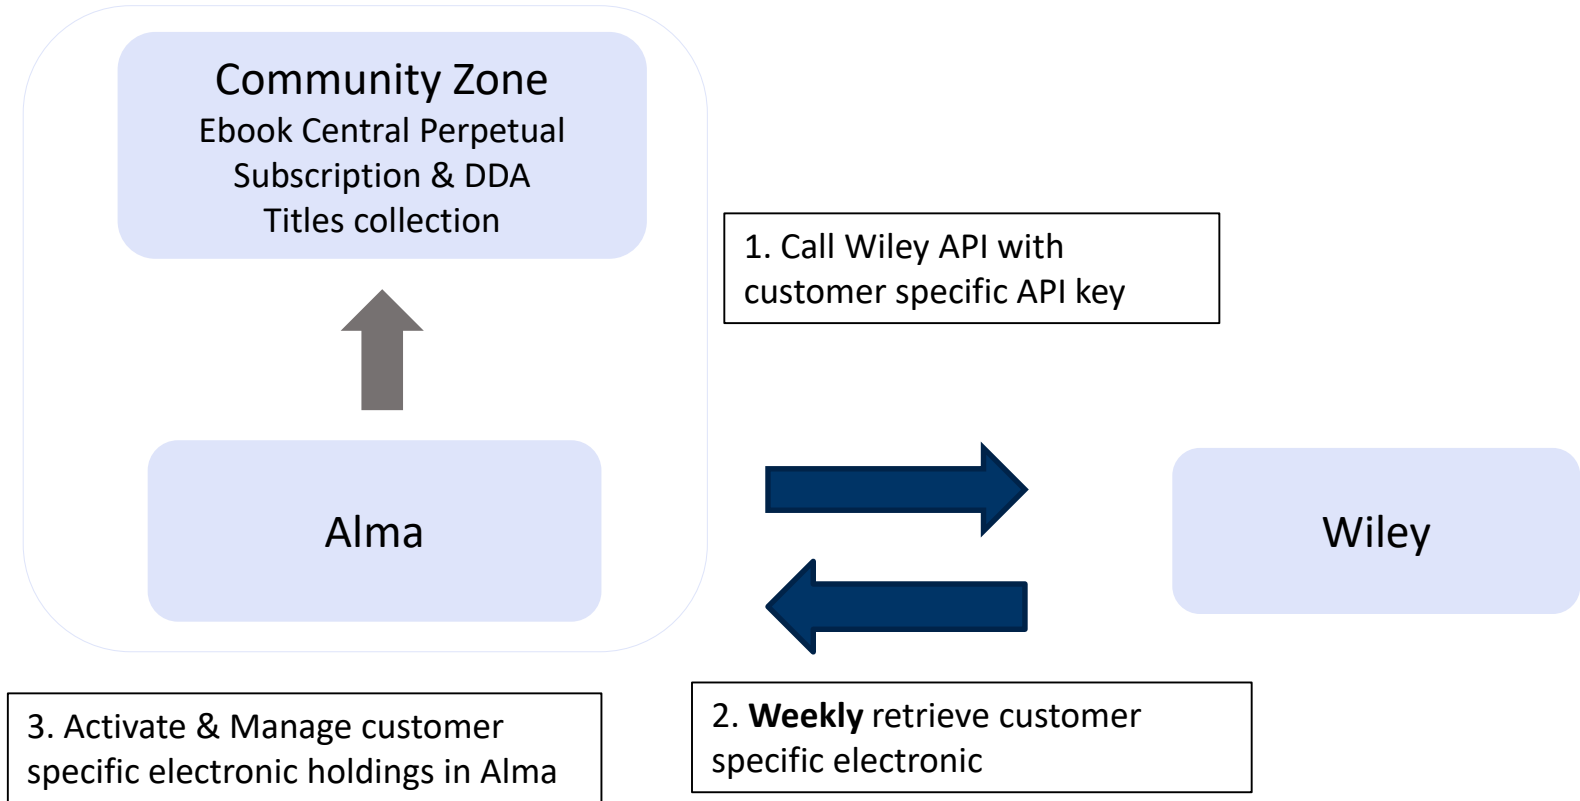 Community Zone
Ebook Central Perpetual
Subscription & DDA
Titles collection
1. Call Wiley API with
customer specific API key
Alma
Wiley
2. Weekly retrieve customer
specific electronic
3. Activate & Manage customer
specific electronic holdings in Alma